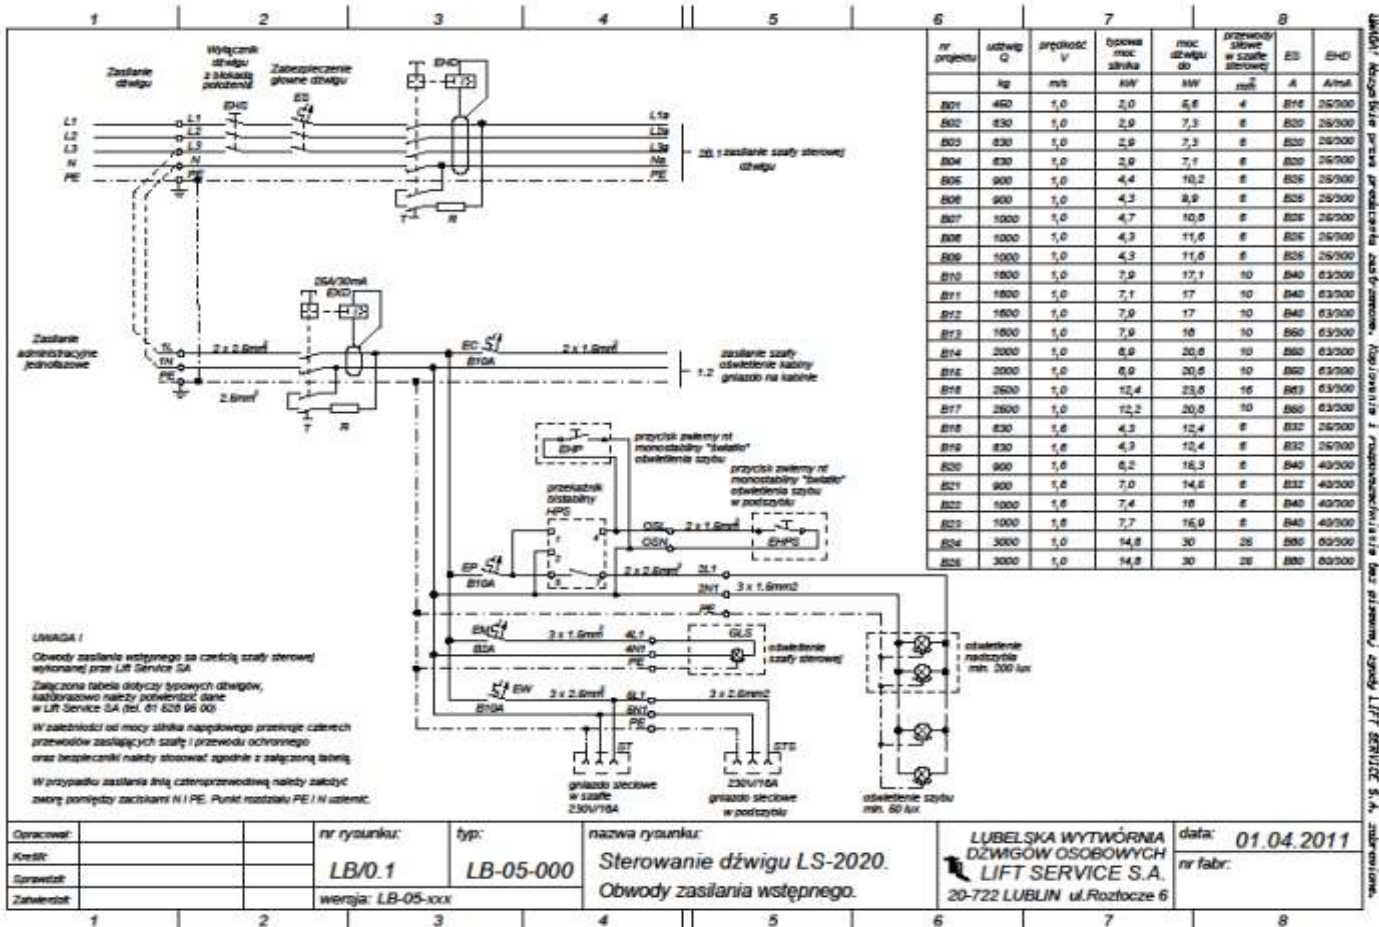 1 2 3 4 5 6 7 8
Zasilanie
dźwigu
Wyłącznik
dźwigu
z blokadą
położenia
Zabezpieczenie
główne dźwigu
EHS
ES
EHD
L1
L2
L3
N
PE
L1
L2
L3
N
PE
L1a
L2a
L3a
Na
PE
2B.1 zasilanie szafy sterowej
dźwigu
T
R
25A/30mA
EXD
Zasilanie
administracyjne
jednofazowe
1L
1N
PE
2 x 2.5mm²
2.5mm²
T
R
EC
B10A
2 x 1.5mm²
1.2
zasilanie szafy
oświetlenie kabiny
gniazdo na kabinie
EHP
przycisk zwierny nt
monostabilny "światło"
oświetlenia szybu
przekaźnik
bistabilny
HPS
przycisk zwierny nt
monostabilny "światło"
oświetlenia szybu
w podszybiu
OSL
OSN
2 x 1.5mm²
EHPS
EP
B10A
2 x 2.5mm²
2L1
2N1
PE
3 x 1.5mm2
EM
B2A
3 x 1.5mm²
4L1
4N1
PE
GLS
oświetlenie
szafy sterowej
oświetlenie
nadszybia
min. 200 lux
EW
B10A
3 x 2.5mm²
5L1
5N1
PE
3 x 2.5mm2
ST
STS
gniazdo sieciowe
w szafie
230V/16A
230V/16A
gniazdo sieciowe
w podszybiu
oświetlenie szybu
min. 50 lux
UWAGA !
Obwody zasilania wstępnego są częścią szafy sterowej
wykonanej prze Lift Service SA
Załączona tabela dotyczy typowych dźwigów,
każdorazowo należy potwierdzić dane
w Lift Service SA
W zależności od mocy silnika napędowego przekroje czterech
przewodów zasilających szafę i przewodu ochronnego
oraz bezpieczniki należy stosować zgodnie z załączoną tabelą.
W przypadku zasilania linią czteroprzewodową należy założyć
zworę pomiędzy zaciskami N i PE. Punkt rozdziału PE i N uziemić.
nr projektu udźwig Q prędkość V typowa moc silnika moc dźwigu do przewody siłowe w szafie sterowej ES EHD
kg m/s kW kW mm² A A/mA
B01 450 1,0 2,0 5,6 4 B16 25/300
B02 630 1,0 2,9 7,3 6 B20 25/300
B03 630 1,0 2,9 7,3 6 B20 25/300
B04 630 1,0 2,9 7,1 6 B20 25/300
B05 900 1,0 4,4 10,2 6 B25 25/300
B06 900 1,0 4,3 9,9 6 B25 25/300
B07 1000 1,0 4,7 10,8 6 B25 25/300
B08 1000 1,0 4,3 11,6 6 B25 25/300
B09 1000 1,0 4,3 11,6 6 B25 25/300
B10 1600 1,0 7,9 17,1 10 B40 63/300
B11 1600 1,0 7,1 17 10 B40 63/300
B12 1600 1,0 7,9 17 10 B40 63/300
B13 1600 1,0 7,9 18 10 B50 63/300
B14 2000 1,0 8,9 20,6 10 B50 63/300
B15 2000 1,0 8,9 20,6 10 B50 63/300
B16 2500 1,0 12,4 23,8 16 B63 63/300
B17 2500 1,0 12,2 20,8 10 B50 63/300
B18 630 1,6 4,3 12,4 6 B32 25/300
B19 630 1,6 4,3 12,4 6 B32 25/300
B20 900 1,6 6,2 16,3 6 B40 40/300
B21 900 1,6 7,0 14,5 6 B32 40/300
B22 1000 1,6 7,4 16 6 B40 40/300
B23 1000 1,6 7,7 16,9 6 B40 40/300
B24 3000 1,0 14,8 30 25 B80 80/300
B25 3000 1,0 14,8 30 25 B80 80/300
UWAGA! Wszystkie prawa producenta zastrzeżone. Kopiowanie i rozpowszechnianie bez pisemnej zgody LIFT SERVICE S.A. zabronione.
Opracował:
Kreślił:
Sprawdził:
Zatwierdził:
nr rysunku:
LB/0.1
wersja: LB-05-xxx
typ:
LB-05-000
nazwa rysunku:
Sterowanie dźwigu LS-2020.
Obwody zasilania wstępnego.
LUBELSKA WYTWÓRNIA
DŹWIGÓW OSOBOWYCH
LIFT SERVICE S.A.
20-722 LUBLIN ul.Roztocze 6
data: 01.04.2011
nr fabr:
1 2 3 4 5 6 7 8